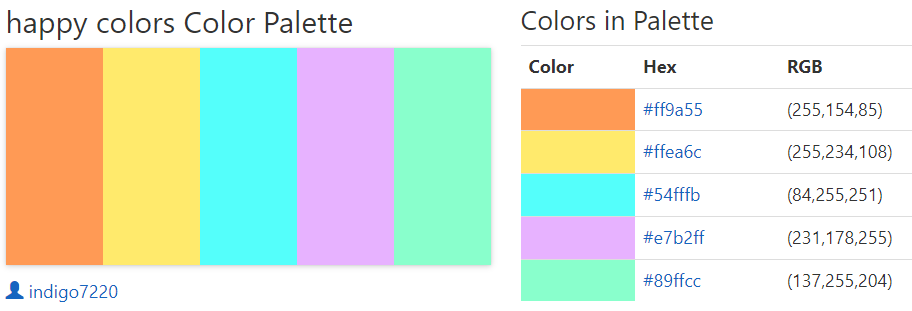 happy colors Color Palette
indigo7220
Colors in Palette
Color Hex RGB
#ff9a55 (255,154,85)
#ffea6c (255,234,108)
#54fffb (84,255,251)
#e7b2ff (231,178,255)
#89ffcc (137,255,204)